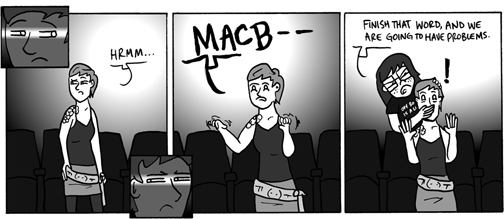 HRMM...
MACB--
FINISH THAT WORD, AND WE
ARE GOING TO HAVE PROBLEMS.
!